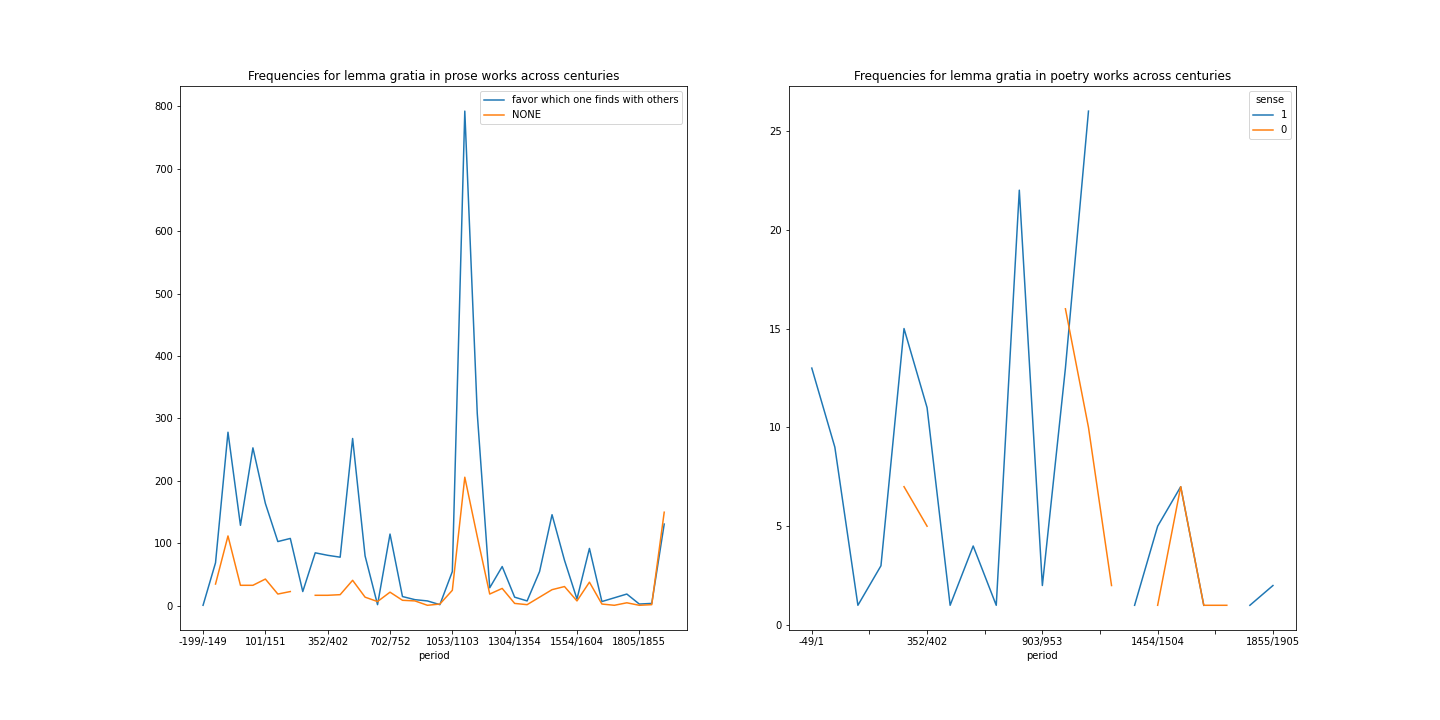 Frequencies for lemma gratia in prose works across centuries
favor which one finds with others
NONE
800
700
600
500
400
300
200
100
0
-199/-149 101/151 352/402 702/752 1053/1103 1304/1354 1554/1604 1805/1855
period
Frequencies for lemma gratia in poetry works across centuries
sense
1
0
25
20
15
10
5
0
-49/1 352/402 903/953 1454/1504 1855/1905
period